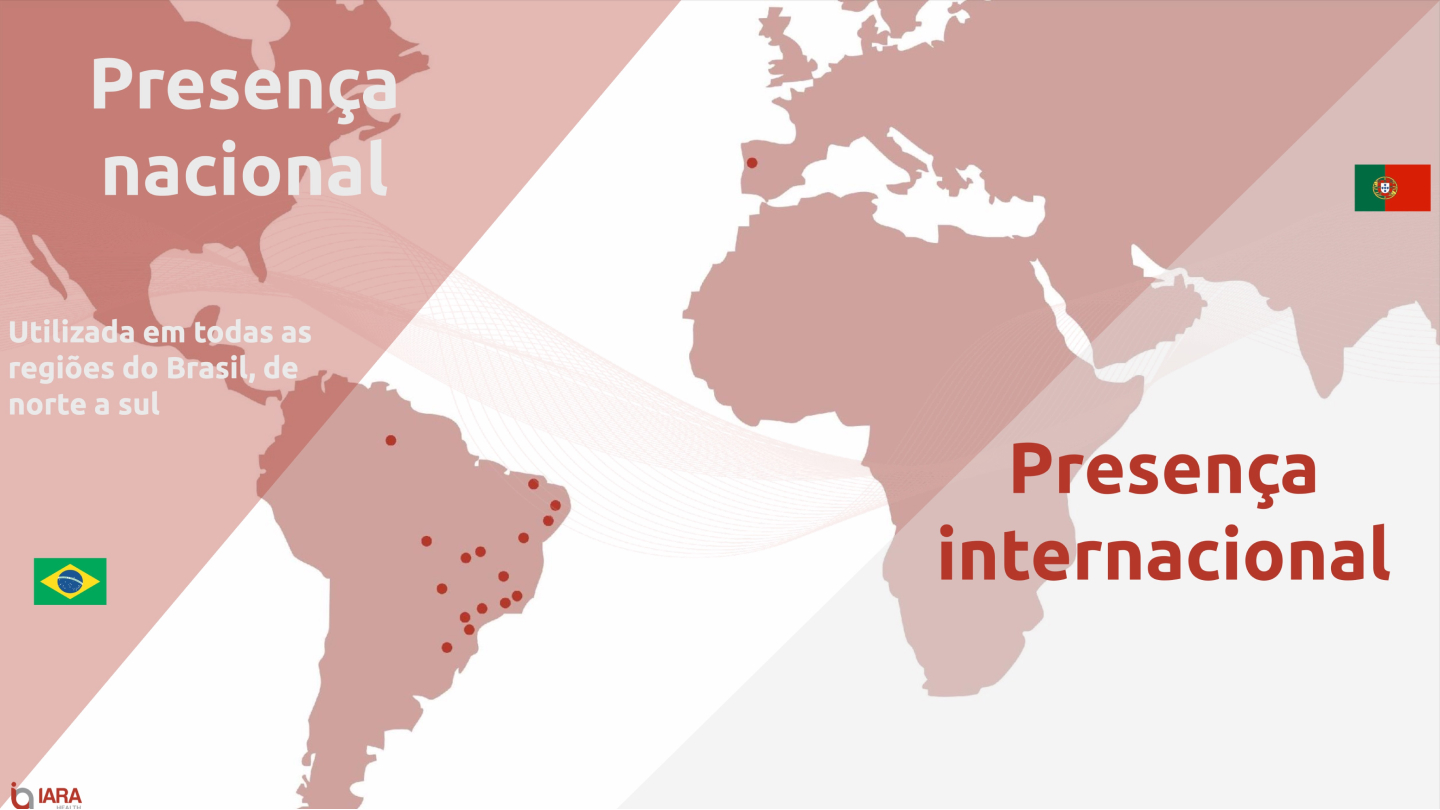 Presença
nacional
Utilizada em todas as
regiões do Brasil, de
norte a sul
Presença
internacional
IARA
HEALTH